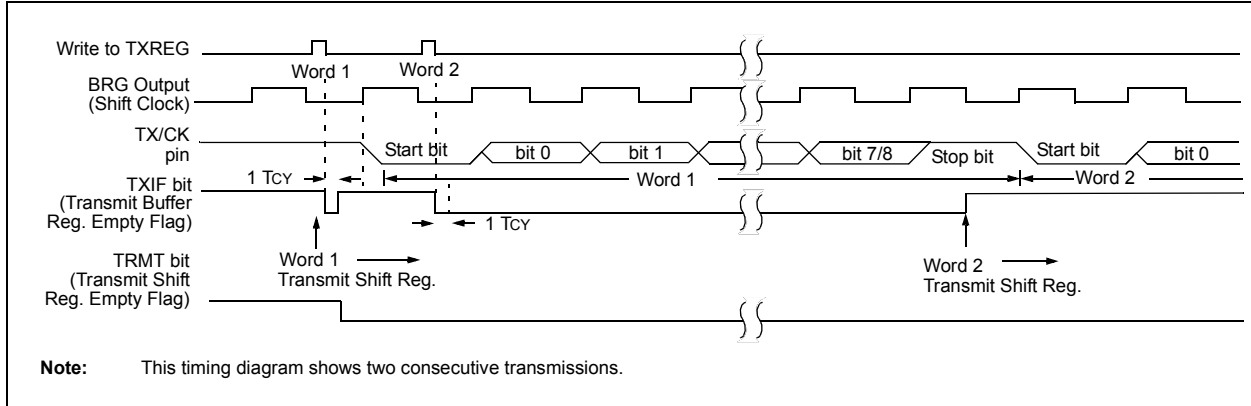 Write to TXREG
Word 1
Word 2
BRG Output
(Shift Clock)
TX/CK
pin
Start bit
bit 0
bit 1
bit 7/8
Stop bit
Start bit
bit 0
1 TCY
Word 1
Word 2
TXIF bit
(Transmit Buffer
Reg. Empty Flag)
1 TCY
Word 1
Transmit Shift Reg.
Word 2
Transmit Shift Reg.
TRMT bit
(Transmit Shift
Reg. Empty Flag)
Note: This timing diagram shows two consecutive transmissions.